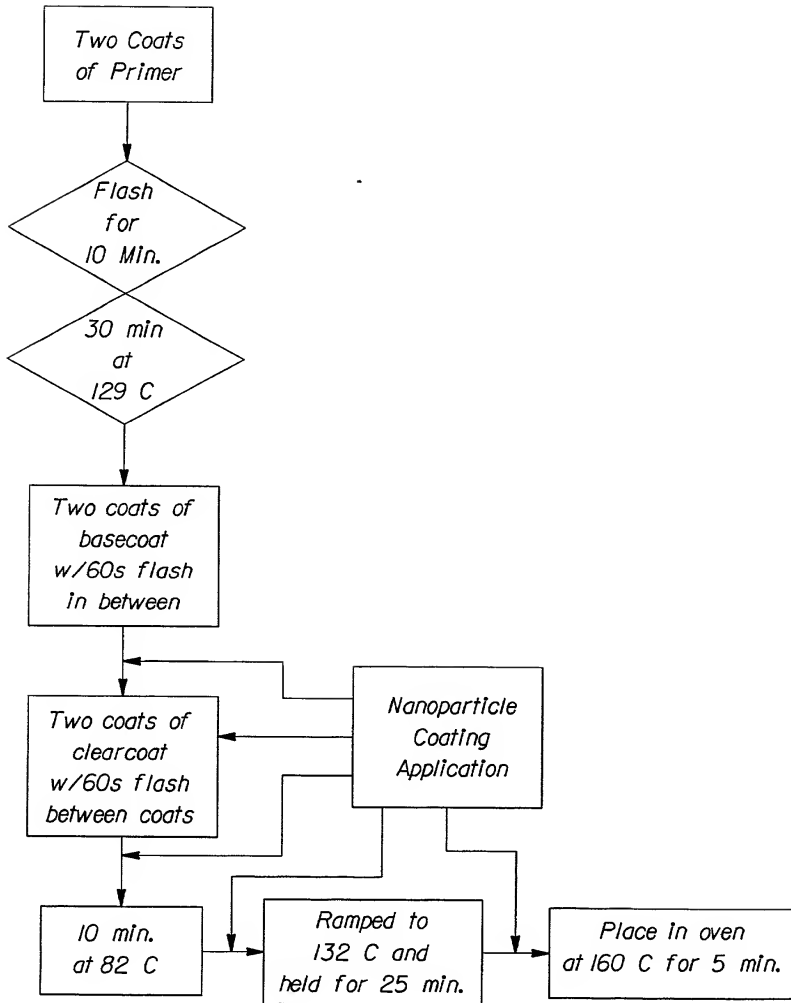 Two Coats
of Primer
Flash
for
10 Min.
30 min
at
129 C
Two coats of
basecoat
w/60s flash
in between
Two coats of
clearcoat
w/60s flash
between coats
Nanoparticle
Coating
Application
10 min.
at 82 C
Ramped to
132 C and
held for 25 min.
Place in oven
at 160 C for 5 min.